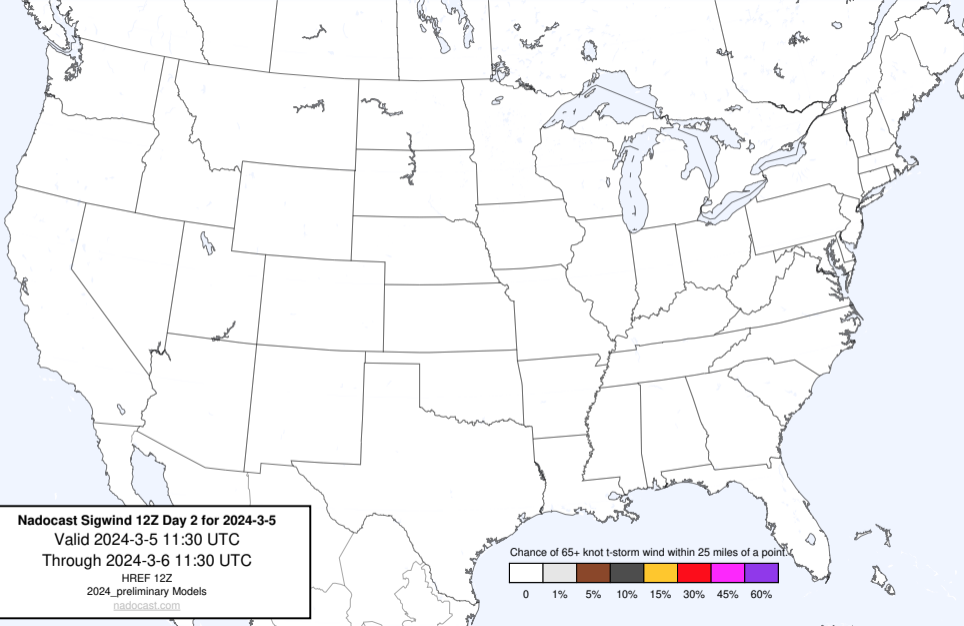 Nadocast Sigwind 12Z Day 2 for 2024-3-5
Valid 2024-3-5 11:30 UTC
Through 2024-3-6 11:30 UTC
HREF 12Z
2024_preliminary Models
nadocast.com
Chance of 65+ knot t-storm wind within 25 miles of a point.
0 1% 5% 10% 15% 30% 45% 60%